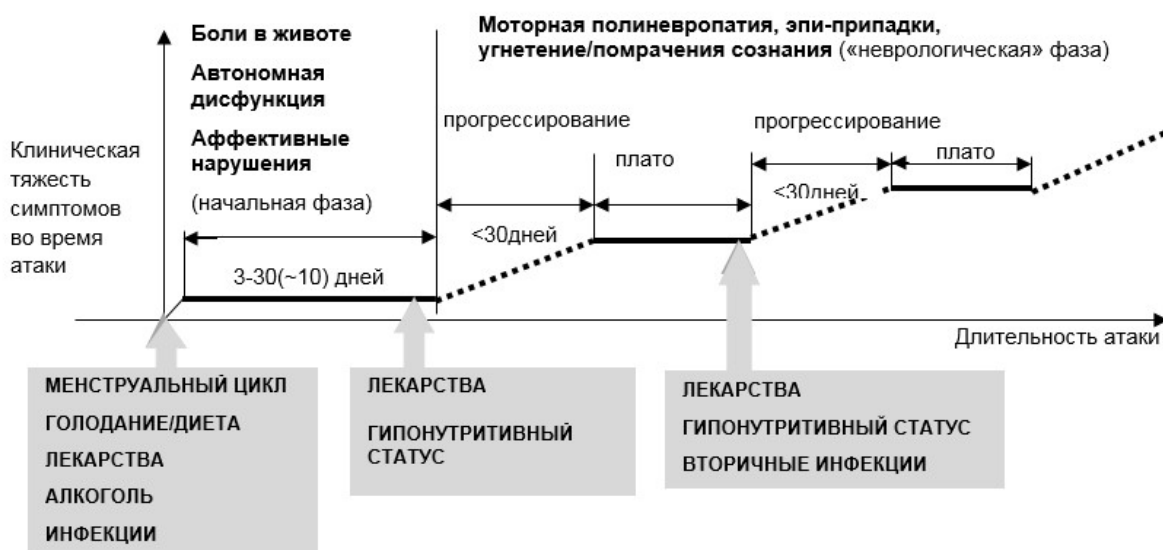 Боли в животе
Автономная
дисфункция
Аффективные
нарушения
(начальная фаза)
Моторная полиневропатия, эпи-припадки,
угнетение/помрачения сознания («неврологическая» фаза)
Клиническая
тяжесть
симптомов
во время
атаки
прогрессирование
плато
прогрессирование
плато
<30дней
<30дней
3-30(~10) дней
Длительность атаки
МЕНСТРУАЛЬНЫЙ ЦИКЛ
ГОЛОДАНИЕ/ДИЕТА
ЛЕКАРСТВА
АЛКОГОЛЬ
ИНФЕКЦИИ
ЛЕКАРСТВА
ГИПОНУТРИТИВНЫЙ
СТАТУС
ЛЕКАРСТВА
ГИПОНУТРИТИВНЫЙ СТАТУС
ВТОРИЧНЫЕ ИНФЕКЦИИ